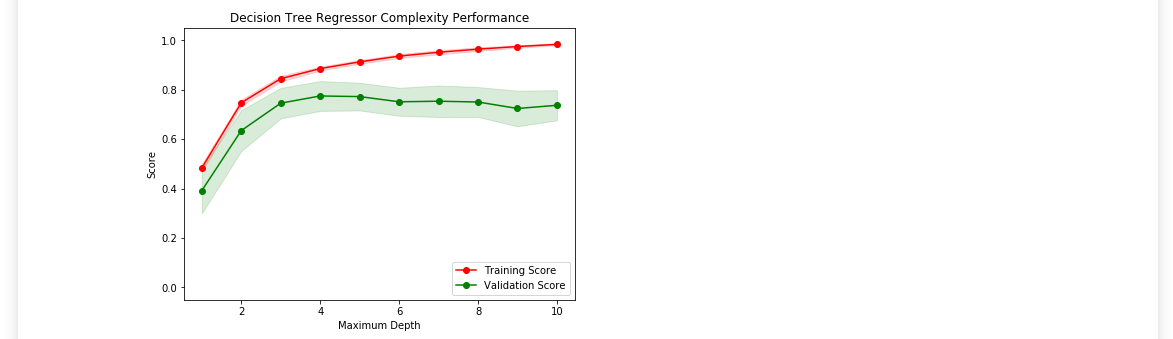 Decision Tree Regressor Complexity Performance
1.0
0.8
0.6
0.4
0.2
0.0
Score
Training Score
Validation Score
2 4 6 8 10
Maximum Depth